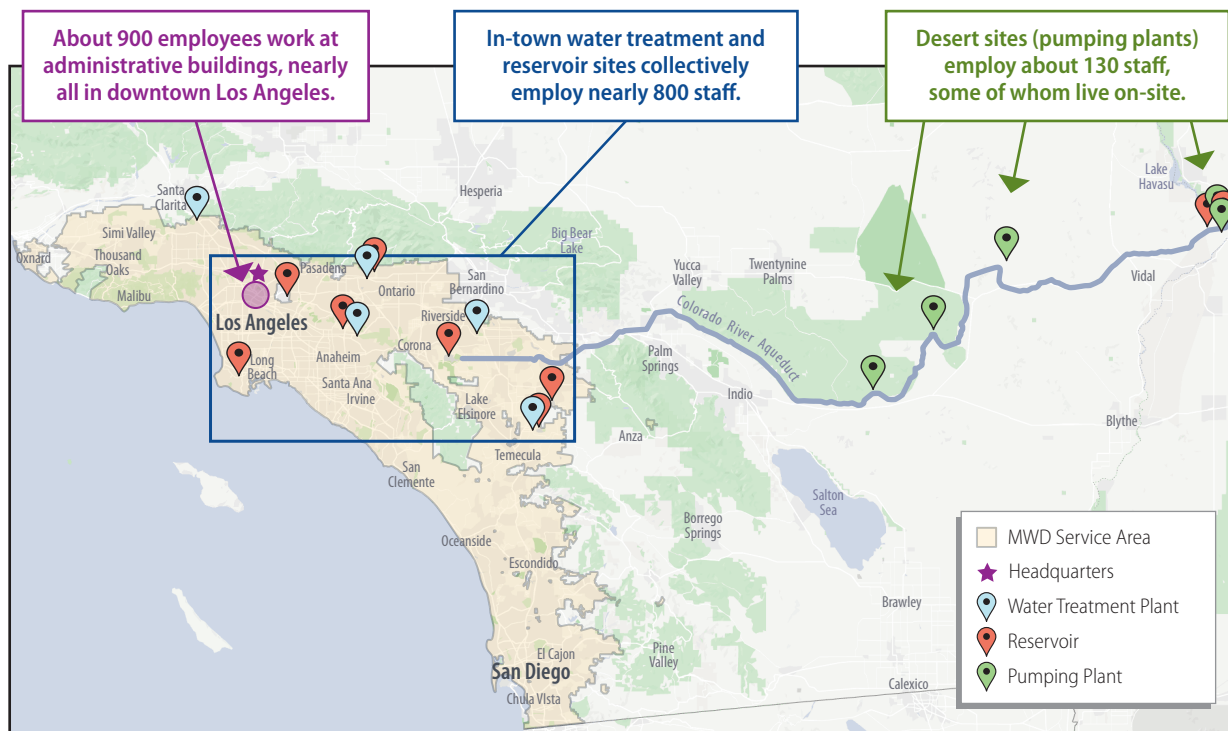 About 900 employees work at
administrative buildings, nearly
all in downtown Los Angeles.
In-town water treatment and
reservoir sites collectively
employ nearly 800 staff.
Desert sites (pumping plants)
employ about 130 staff,
some of whom live on-site.
Hesperia
Lake
Havasu
Santa
Clarita
Simi Valley
Big Bear
Lake
Oxnard
Thousand
Oaks
Pasadena
Yucca
Valley
Twentynine
Palms
Vidal
San
Bernardino
Malibu
Ontario
Los Angeles
Riverside
Colorado River Aqueduct
Corona
Anaheim
Long
Beach
Palm
Springs
Santa Ana
Irvine
Indio
Lake
Elsinore
Blythe
Anza
Temecula
San
Clemente
Salton
Sea
Borrego
Springs
Oceanside
Escondido
Brawley
El Cajon
Pine
Valley
San Diego
Chula VIsta
Calexico
MWD Service Area
Headquarters
Water Treatment Plant
Reservoir
Pumping Plant